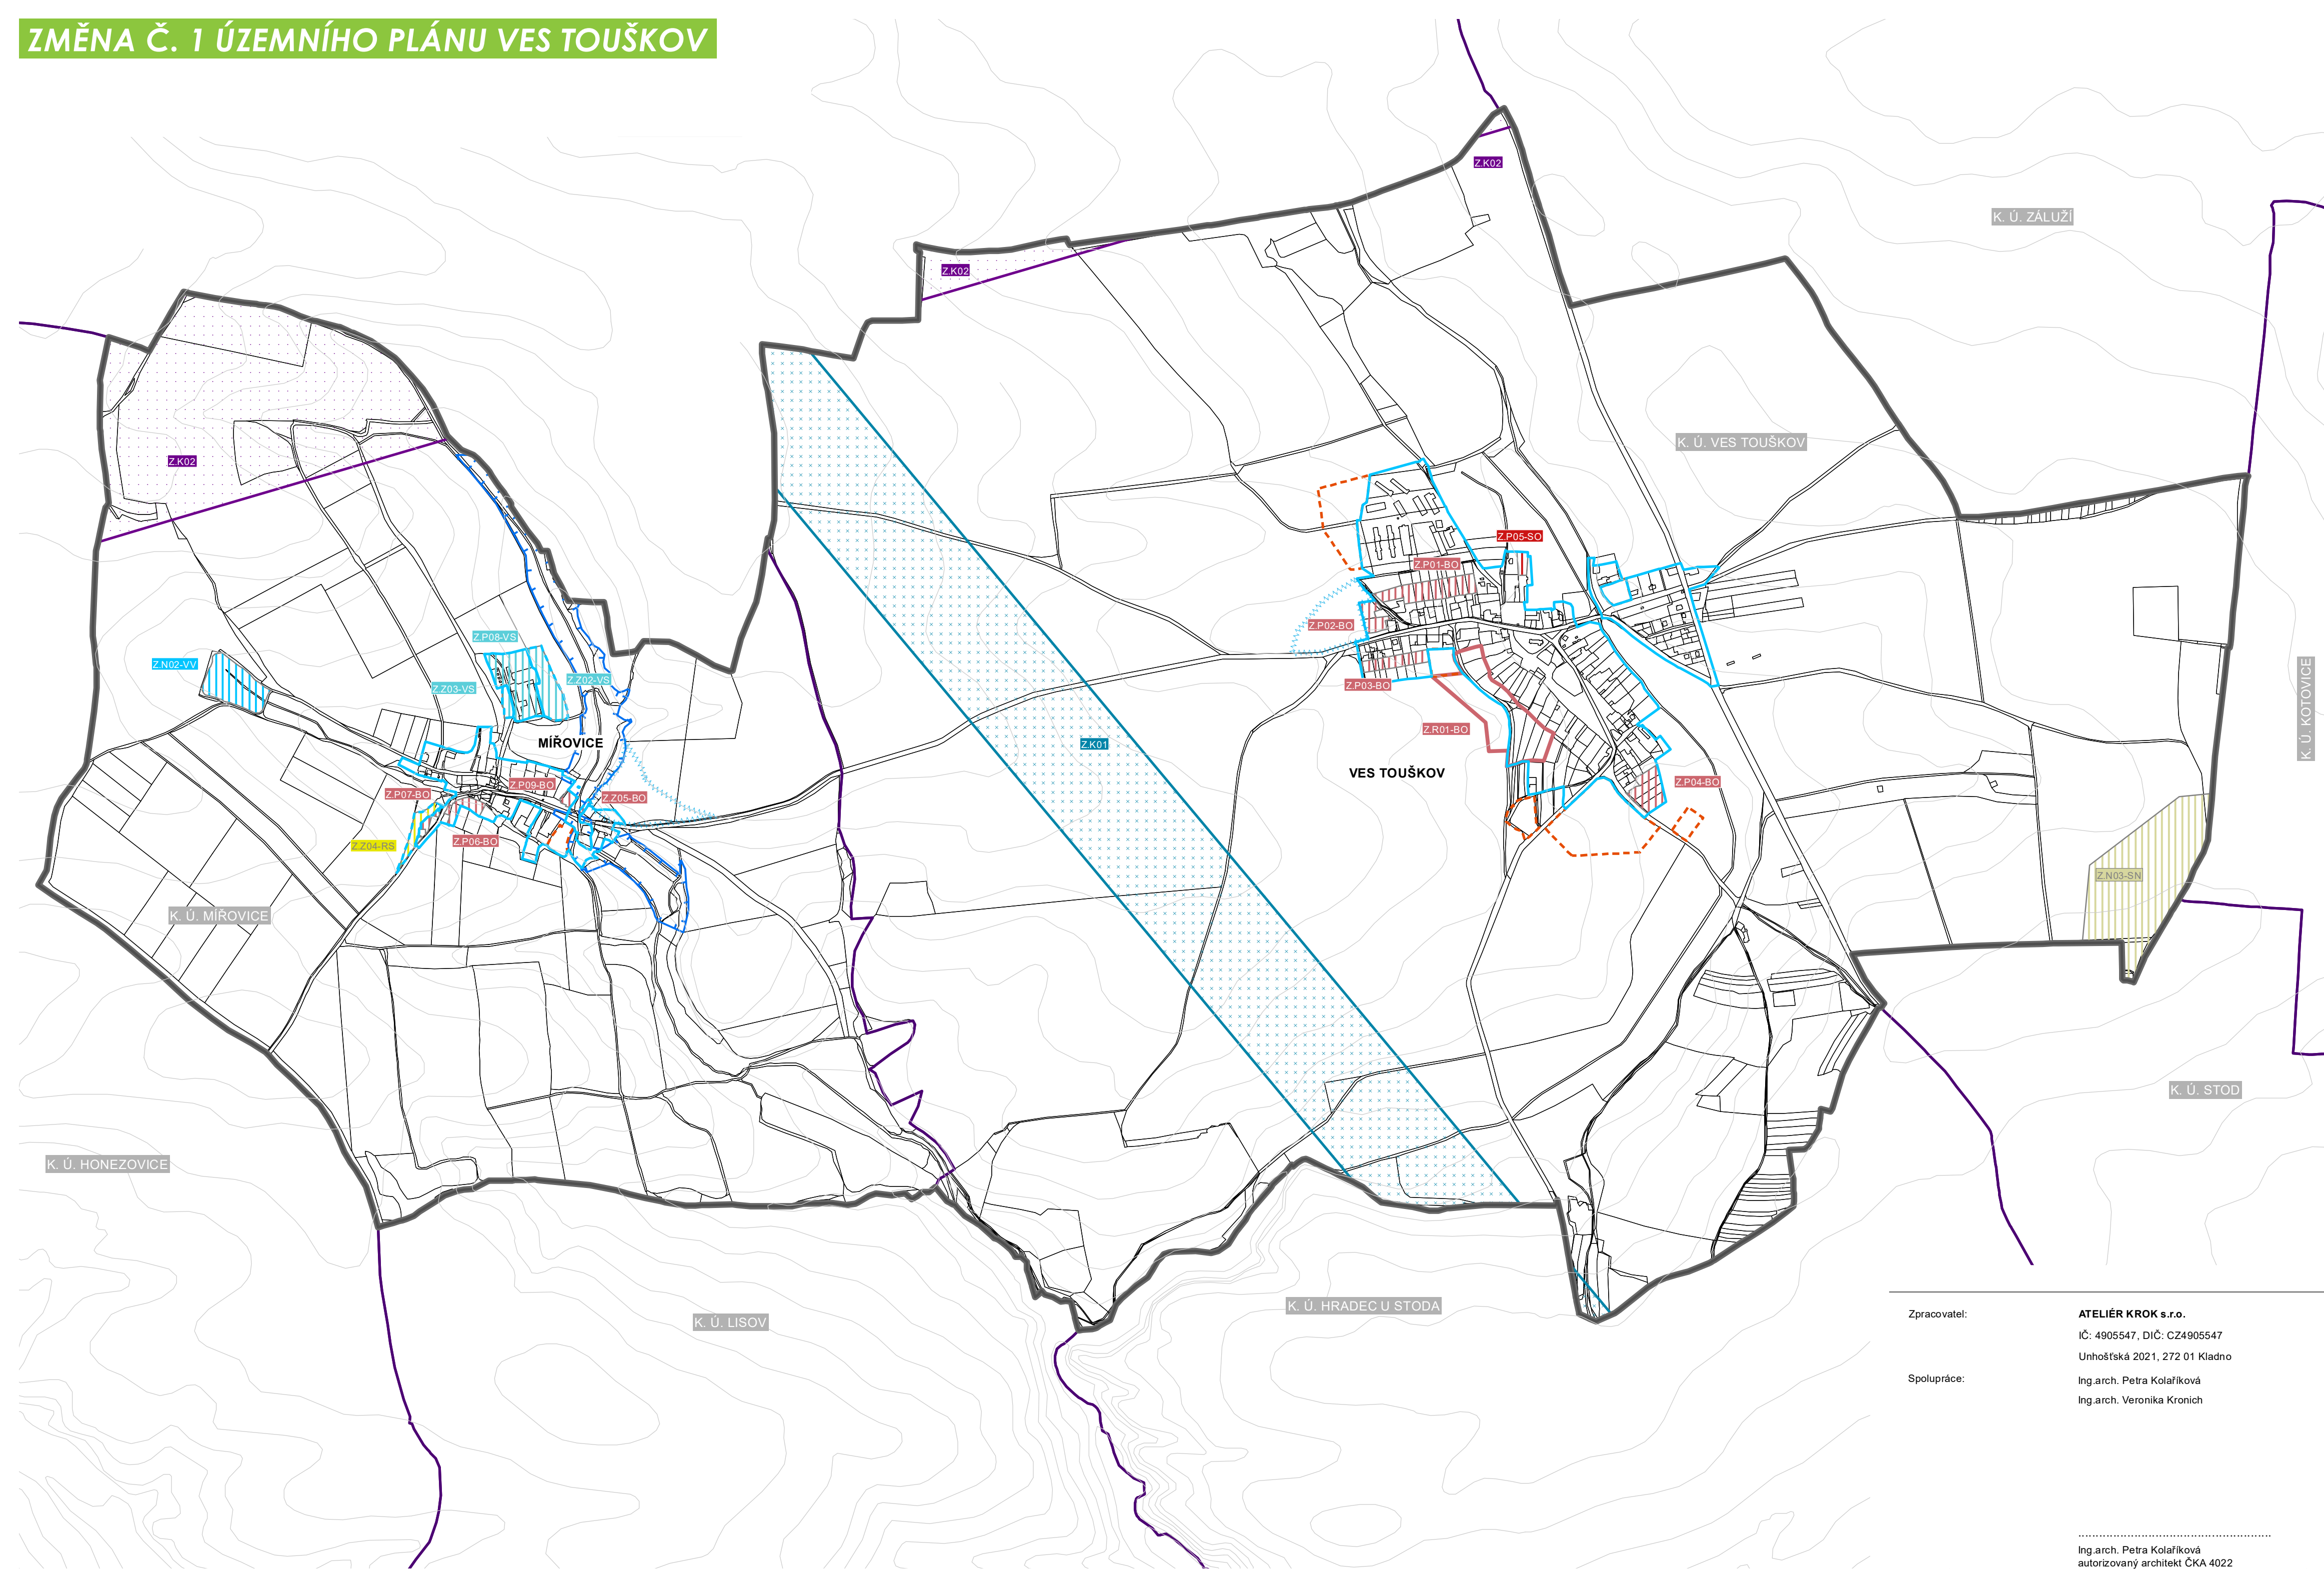 ZMĚNA Č. 1 ÚZEMNÍHO PLÁNU VES TOUŠKOV
Z.K02
K. Ú. ZÁLUŽÍ
Z.K02
K. Ú. VES TOUŠKOV
Z.K02
Z.P05-SO
Z.P01-BO
Z.P02-BO
Z.P08-VS
Z.N02-VV
Z.Z02-VS
Z.Z03-VS
Z.P03-BO
K. Ú. KOTOVICE
Z.R01-BO
MÍŘOVICE
Z.K01
VES TOUŠKOV
Z.P04-BO
Z.P09-BO
Z.P07-BO
Z.Z05-BO
Z.P06-BO
Z.Z04-RS
Z.N03-SN
K. Ú. MÍŘOVICE
K. Ú. STOD
K. Ú. HONEZOVICE
K. Ú. HRADEC U STODA
K. Ú. LISOV
Zpracovatel:
ATELIÉR KROK s.r.o.
IČ: 4905547, DIČ: CZ4905547
Unhošťská 2021, 272 01 Kladno
Spolupráce:
Ing.arch. Petra Kolaříková
Ing.arch. Veronika Kronich
Ing.arch. Petra Kolaříková
autorizovaný architekt ČKA 4022